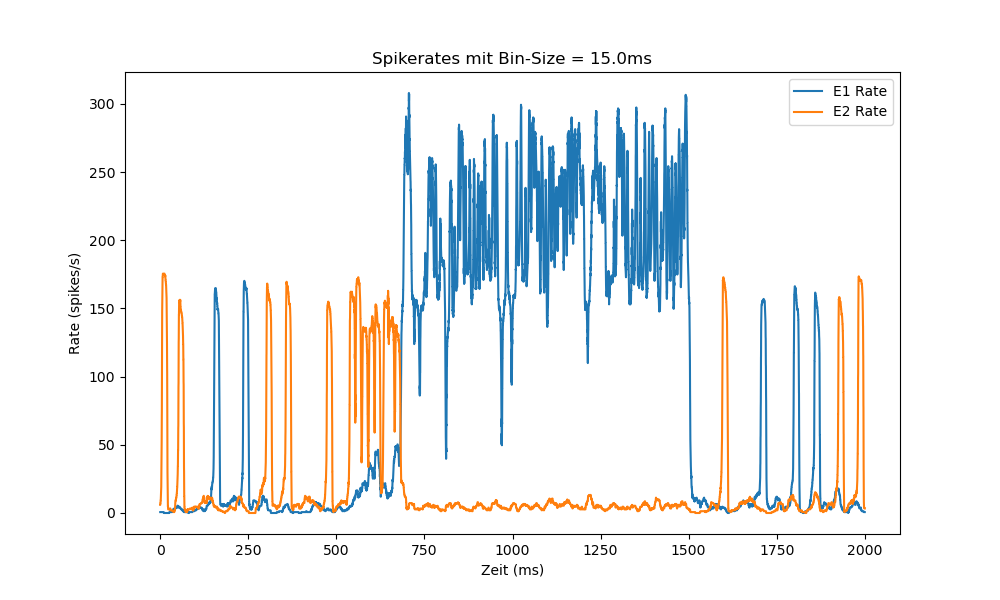 Spikerates mit Bin-Size = 15.0ms
E1 Rate
E2 Rate
300
250
200
150
100
50
0
Rate (spikes/s)
0 250 500 750 1000 1250 1500 1750 2000
Zeit (ms)